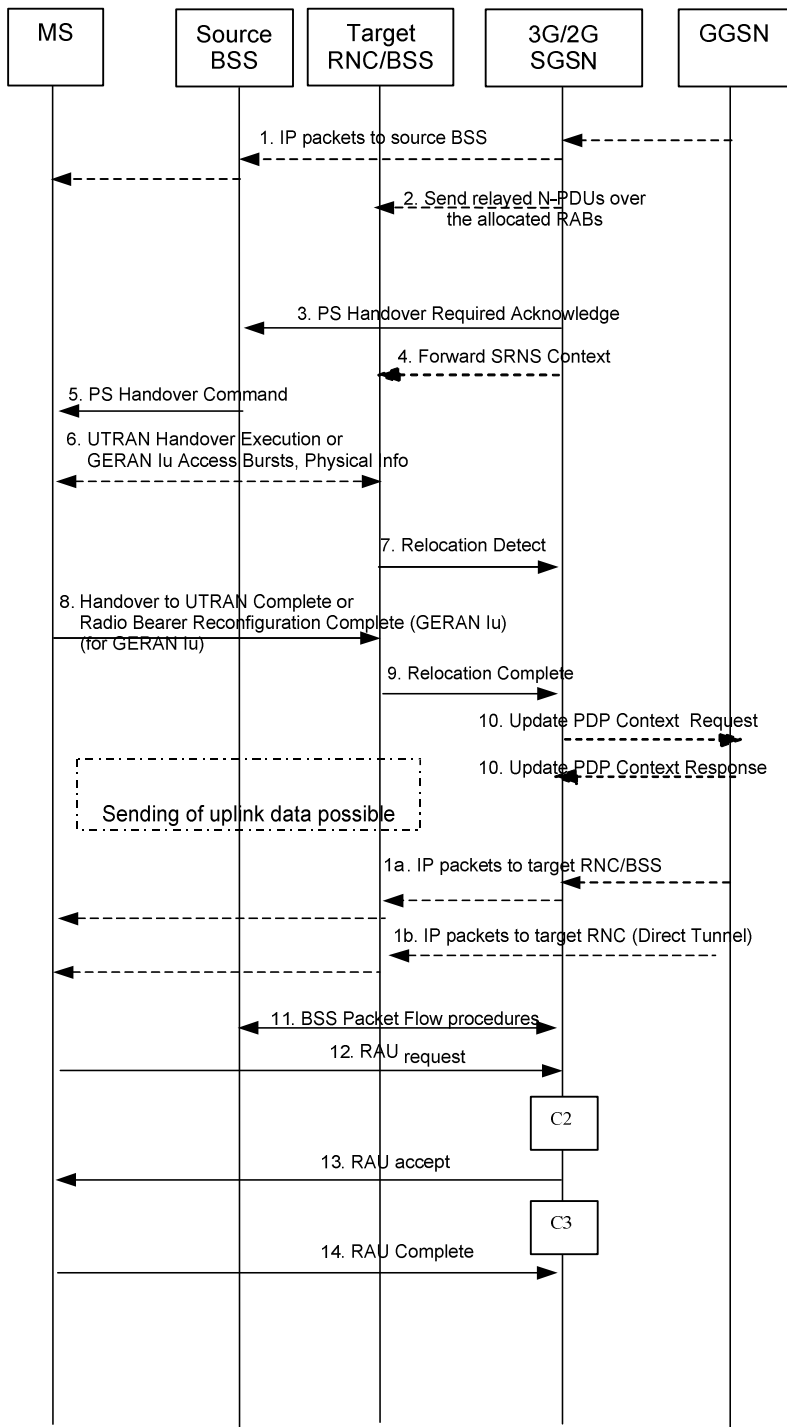 MS
Source
BSS
Target
RNC/BSS
3G/2G
SGSN
GGSN
1. IP packets to source BSS
2. Send relayed N-PDUs over
the allocated RABs
3. PS Handover Required Acknowledge
4. Forward SRNS Context
5. PS Handover Command
6. UTRAN Handover Execution or
GERAN Iu Access Bursts, Physical Info
7. Relocation Detect
8. Handover to UTRAN Complete or
Radio Bearer Reconfiguration Complete (GERAN Iu)
(for GERAN Iu)
9. Relocation Complete
10. Update PDP Context Request
10. Update PDP Context Response
Sending of uplink data possible
1a. IP packets to target RNC/BSS
1b. IP packets to target RNC (Direct Tunnel)
11. BSS Packet Flow procedures
12. RAU request
C2
13. RAU accept
C3
14. RAU Complete